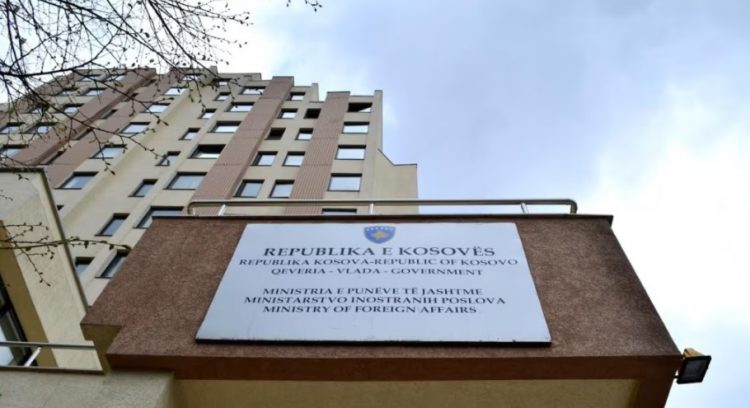 REPUBLIKA E KOSOVËS
REPUBLIKA KOSOVA-REPUBLIC OF KOSOVO
QEVERIA - VLADA - GOVERNMENT
MINISTRIA E PUNËVE TË JASHTME
MINISTARSTVO INOSTRANIH POSLOVA
MINISTRY OF FOREIGN AFFAIRS